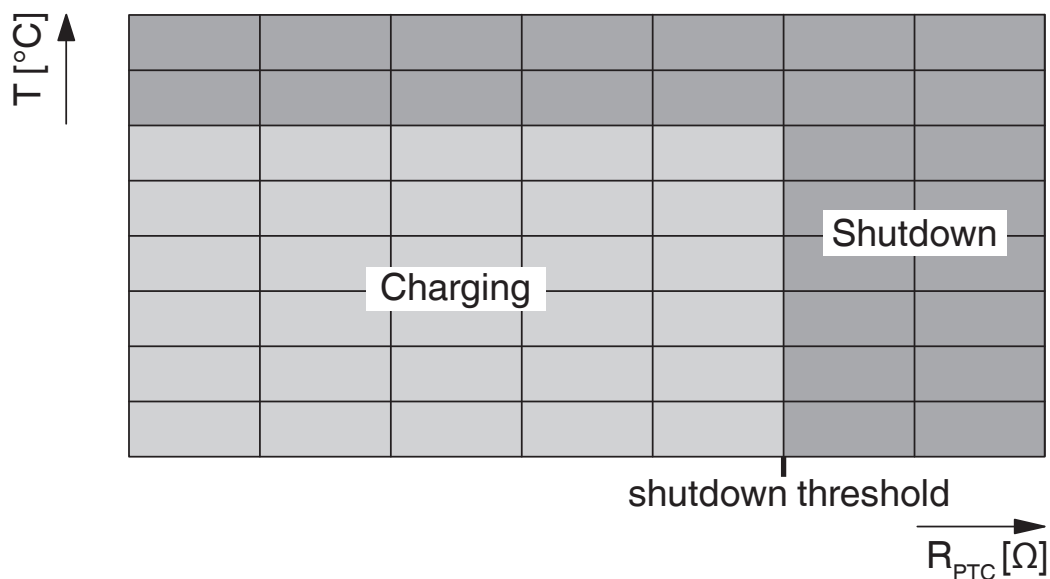 T [°C]
Shutdown
Charging
shutdown threshold
R_PTC [Ω]